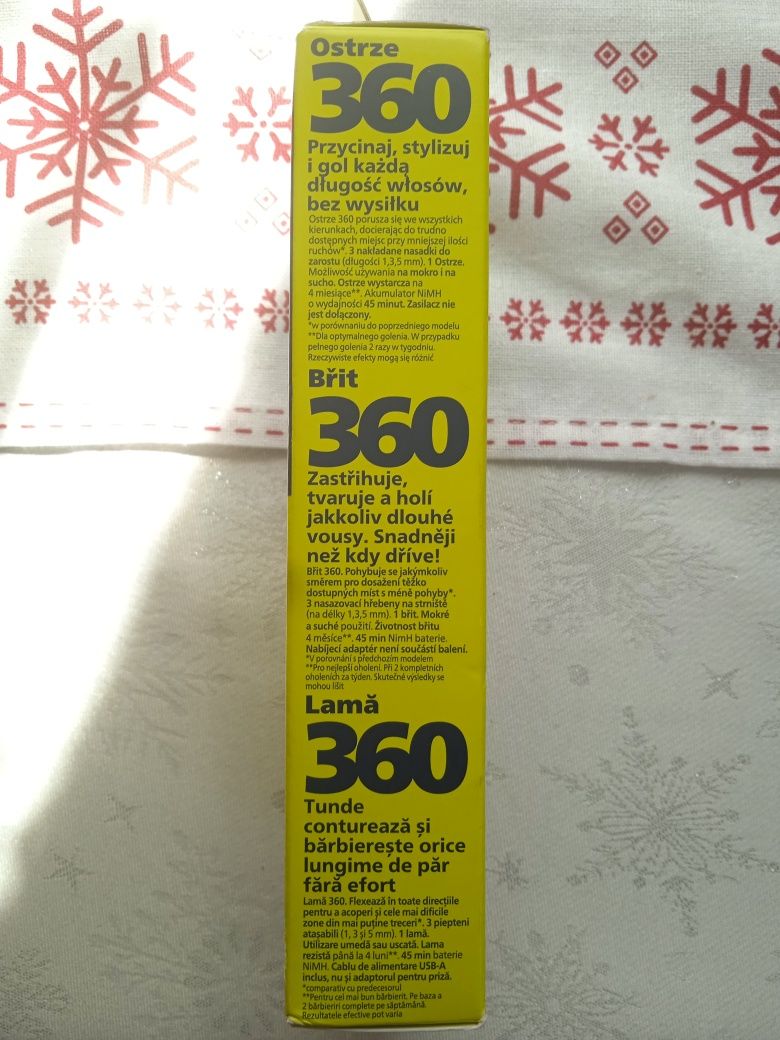 Ostrze
360
Przycinaj, stylizuj
i gol każdą
długość włosów,
bez wysiłku
Ostrze 360 porusza się we wszystkich
kierunkach, docierając do trudno
dostępnych miejsc przy mniejszej ilości
ruchów*. 3 nakładane nasadki do
zarostu (długości 1,3,5 mm). 1 Ostrze.
Możliwość używania na mokro i na
sucho. Ostrze wystarcza na
4 miesiące**. Akumulator NiMH
o wydajności 45 minut. Zasilacz nie
jest dołączony.
*w porównaniu do poprzedniego modelu
**Dla optymalnego golenia. W przypadku
pełnego golenia 2 razy w tygodniu.
Rzeczywiste efekty mogą się różnić
Břit
360
Zastřihuje,
tvaruje a holí
jakkoliv dlouhé
vousy. Snadněji
než kdy dříve!
Břit 360. Pohybuje se jakýmkoliv
směrem pro dosažení těžko
dostupných míst s méně pohyby*.
3 nasazovací hřebeny na strniště
(na délky 1,3,5 mm). 1 břit. Mokré
a suché použití. Životnost břitu
4 měsíce**. 45 min NimH baterie.
Nabíjecí adaptér není součástí balení.
*V porovnání s předchozím modelem
**Pro nejlepší oholení. Při 2 kompletních
oholeních za týden. Skutečné výsledky se
mohou lišit
Lamă
360
Tunde
conturează și
bărbierește orice
lungime de păr
fără efort
Lamă 360. Flexează în toate direcțiile
pentru a acoperi și cele mai dificile
zone din mai puține treceri*. 3 piepteni
atașabili (1, 3 și 5 mm). 1 lamă.
Utilizare umedă sau uscată. Lama
rezistă până la 4 luni**. 45 min baterie
NiMH. Cablu de alimentare USB-A
inclus, nu și adaptorul pentru priză.
*comparativ cu predecesorul
**Pentru cel mai bun bărbierit. Pe baza a
2 bărbieriri complete pe săptămână.
Rezultatele efective pot varia